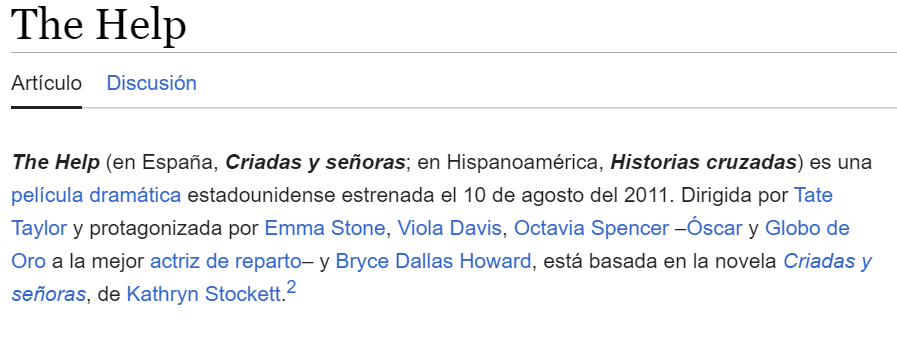 The Help
Artículo Discusión
The Help (en España, Criadas y señoras; en Hispanoamérica, Historias cruzadas) es una
película dramática estadounidense estrenada el 10 de agosto del 2011. Dirigida por Tate
Taylor y protagonizada por Emma Stone, Viola Davis, Octavia Spencer –Óscar y Globo de
Oro a la mejor actriz de reparto– y Bryce Dallas Howard, está basada en la novela Criadas y
señoras, de Kathryn Stockett.2